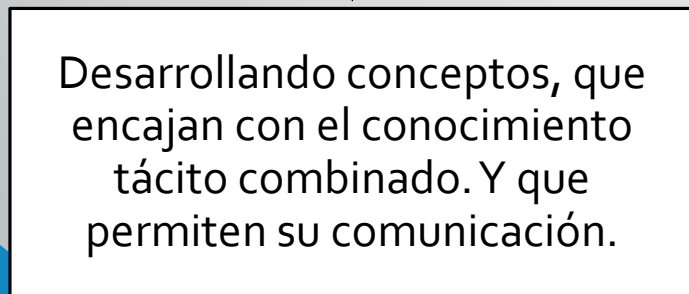 Desarrollando conceptos, que
encajan con el conocimiento
tácito combinado. Y que
permiten su comunicación.